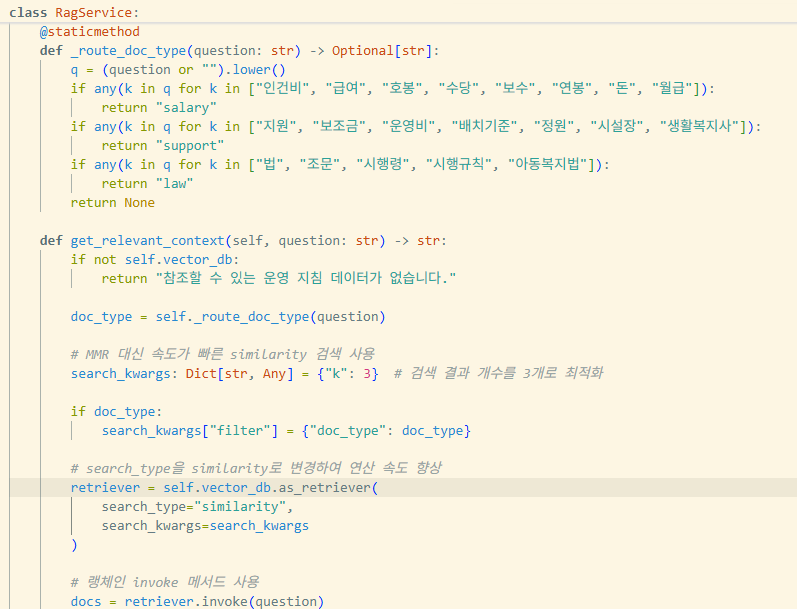 class RagService:
    @staticmethod
    def _route_doc_type(question: str) -> Optional[str]:
        q = (question or "").lower()
        if any(k in q for k in ["인건비", "급여", "호봉", "수당", "보수", "연봉", "돈", "월급"]):
            return "salary"
        if any(k in q for k in ["지원", "보조금", "운영비", "배치기준", "정원", "시설장", "생활복지사"]):
            return "support"
        if any(k in q for k in ["법", "조문", "시행령", "시행규칙", "아동복지법"]):
            return "law"
        return None

    def get_relevant_context(self, question: str) -> str:
        if not self.vector_db:
            return "참조할 수 있는 운영 지침 데이터가 없습니다."

        doc_type = self._route_doc_type(question)

        # MMR 대신 속도가 빠른 similarity 검색 사용
        search_kwargs: Dict[str, Any] = {"k": 3}  # 검색 결과 개수를 3개로 최적화

        if doc_type:
            search_kwargs["filter"] = {"doc_type": doc_type}

        # search_type을 similarity로 변경하여 연산 속도 향상
        retriever = self.vector_db.as_retriever(
            search_type="similarity",
            search_kwargs=search_kwargs
        )

        # 랭체인 invoke 메서드 사용
        docs = retriever.invoke(question)